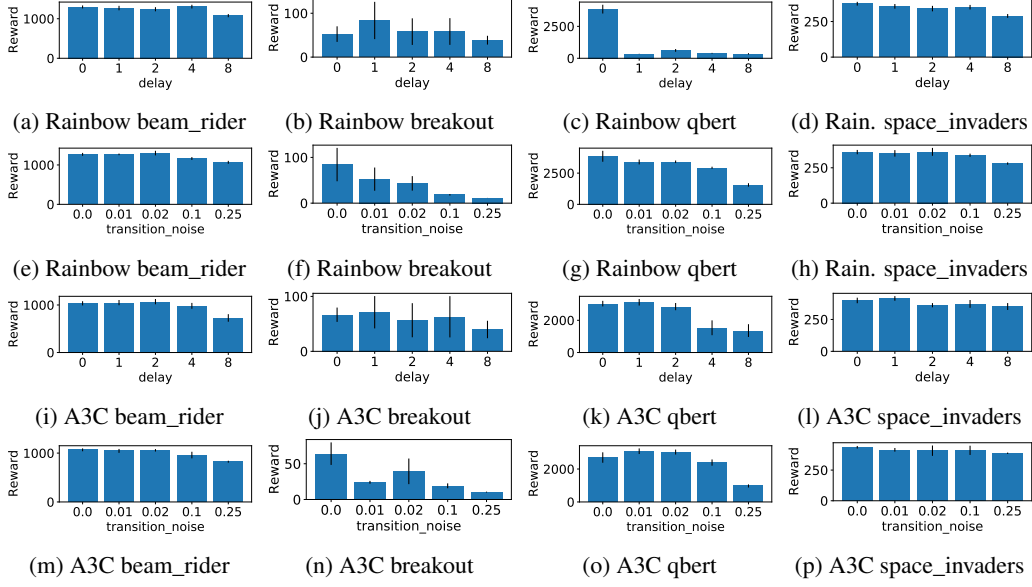 Reward
1000
0
0 1 2 4 8
delay
(a) Rainbow beam_rider
Reward
100
0
0 1 2 4 8
delay
(b) Rainbow breakout
Reward
2500
0
0 1 2 4 8
delay
(c) Rainbow qbert
Reward
250
0
0 1 2 4 8
delay
(d) Rain. space_invaders
Reward
1000
0
0.0 0.01 0.02 0.1 0.25
transition_noise
(e) Rainbow beam_rider
Reward
100
0
0.0 0.01 0.02 0.1 0.25
transition_noise
(f) Rainbow breakout
Reward
2500
0
0.0 0.01 0.02 0.1 0.25
transition_noise
(g) Rainbow qbert
Reward
250
0
0.0 0.01 0.02 0.1 0.25
transition_noise
(h) Rain. space_invaders
Reward
1000
0
0 1 2 4 8
delay
(i) A3C beam_rider
Reward
100
0
0 1 2 4 8
delay
(j) A3C breakout
Reward
2000
0
0 1 2 4 8
delay
(k) A3C qbert
Reward
250
0
0 1 2 4 8
delay
(l) A3C space_invaders
Reward
1000
0
0.0 0.01 0.02 0.1 0.25
transition_noise
(m) A3C beam_rider
Reward
50
0
0.0 0.01 0.02 0.1 0.25
transition_noise
(n) A3C breakout
Reward
2000
0
0.0 0.01 0.02 0.1 0.25
transition_noise
(o) A3C qbert
Reward
250
0
0.0 0.01 0.02 0.1 0.25
transition_noise
(p) A3C space_invaders